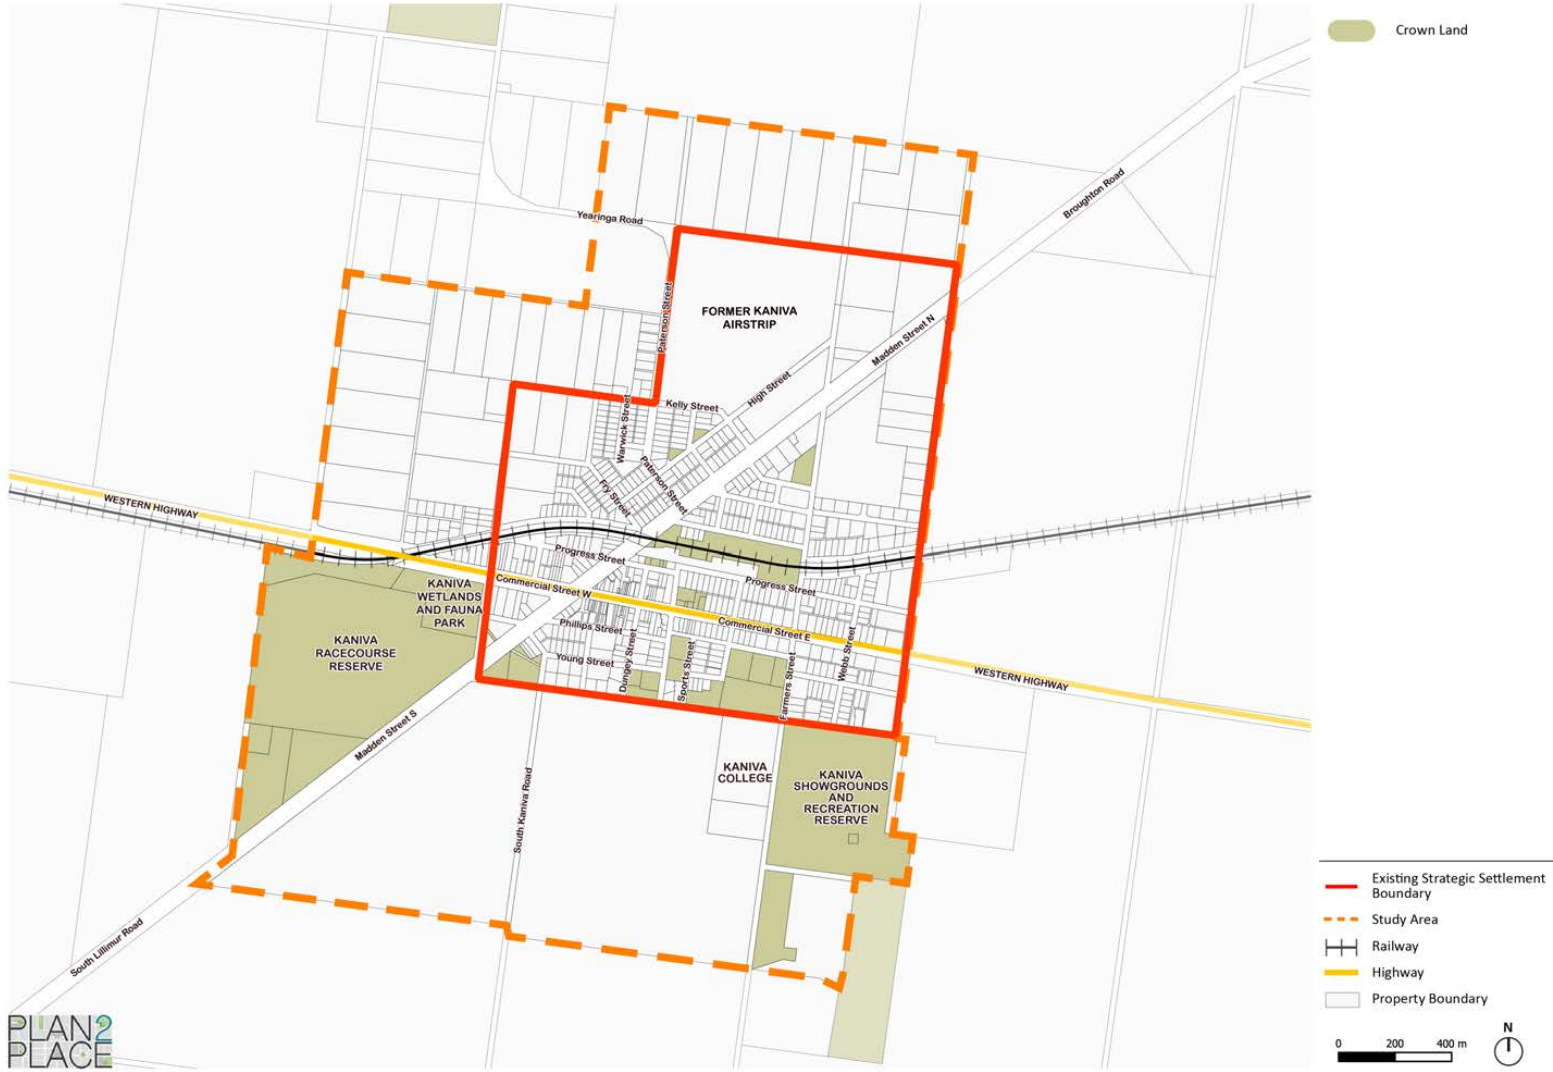 Crown Land
Broughton Road
Yearinga Road
Paterson Street
FORMER KANIVA
AIRSTRIP
Madden Street N
High Street
Kelly Street
Warwick Street
Paterson Street
Fry Street
WESTERN HIGHWAY
Progress Street
Progress Street
Commercial Street W
Commercial Street E
KANIVA
WETLANDS
AND FAUNA
PARK
Phillips Street
KANIVA
RACECOURSE
RESERVE
Young Street
Dungey Street
Sports Street
Farmers Street
Webb Street
WESTERN HIGHWAY
Madden Street S
South Kaniva Road
KANIVA
COLLEGE
KANIVA
SHOWGROUNDS
AND
RECREATION
RESERVE
South Lillimur Road
Existing Strategic Settlement
Boundary
Study Area
Railway
Highway
Property Boundary
N
0 200 400 m
PLAN2
PLACE